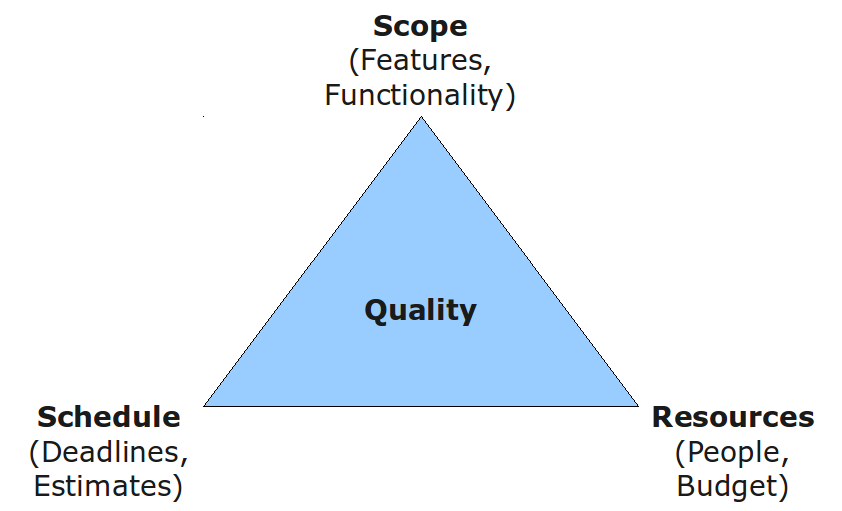 Scope
(Features,
Functionality)
Quality
Schedule
(Deadlines,
Estimates)
Resources
(People,
Budget)